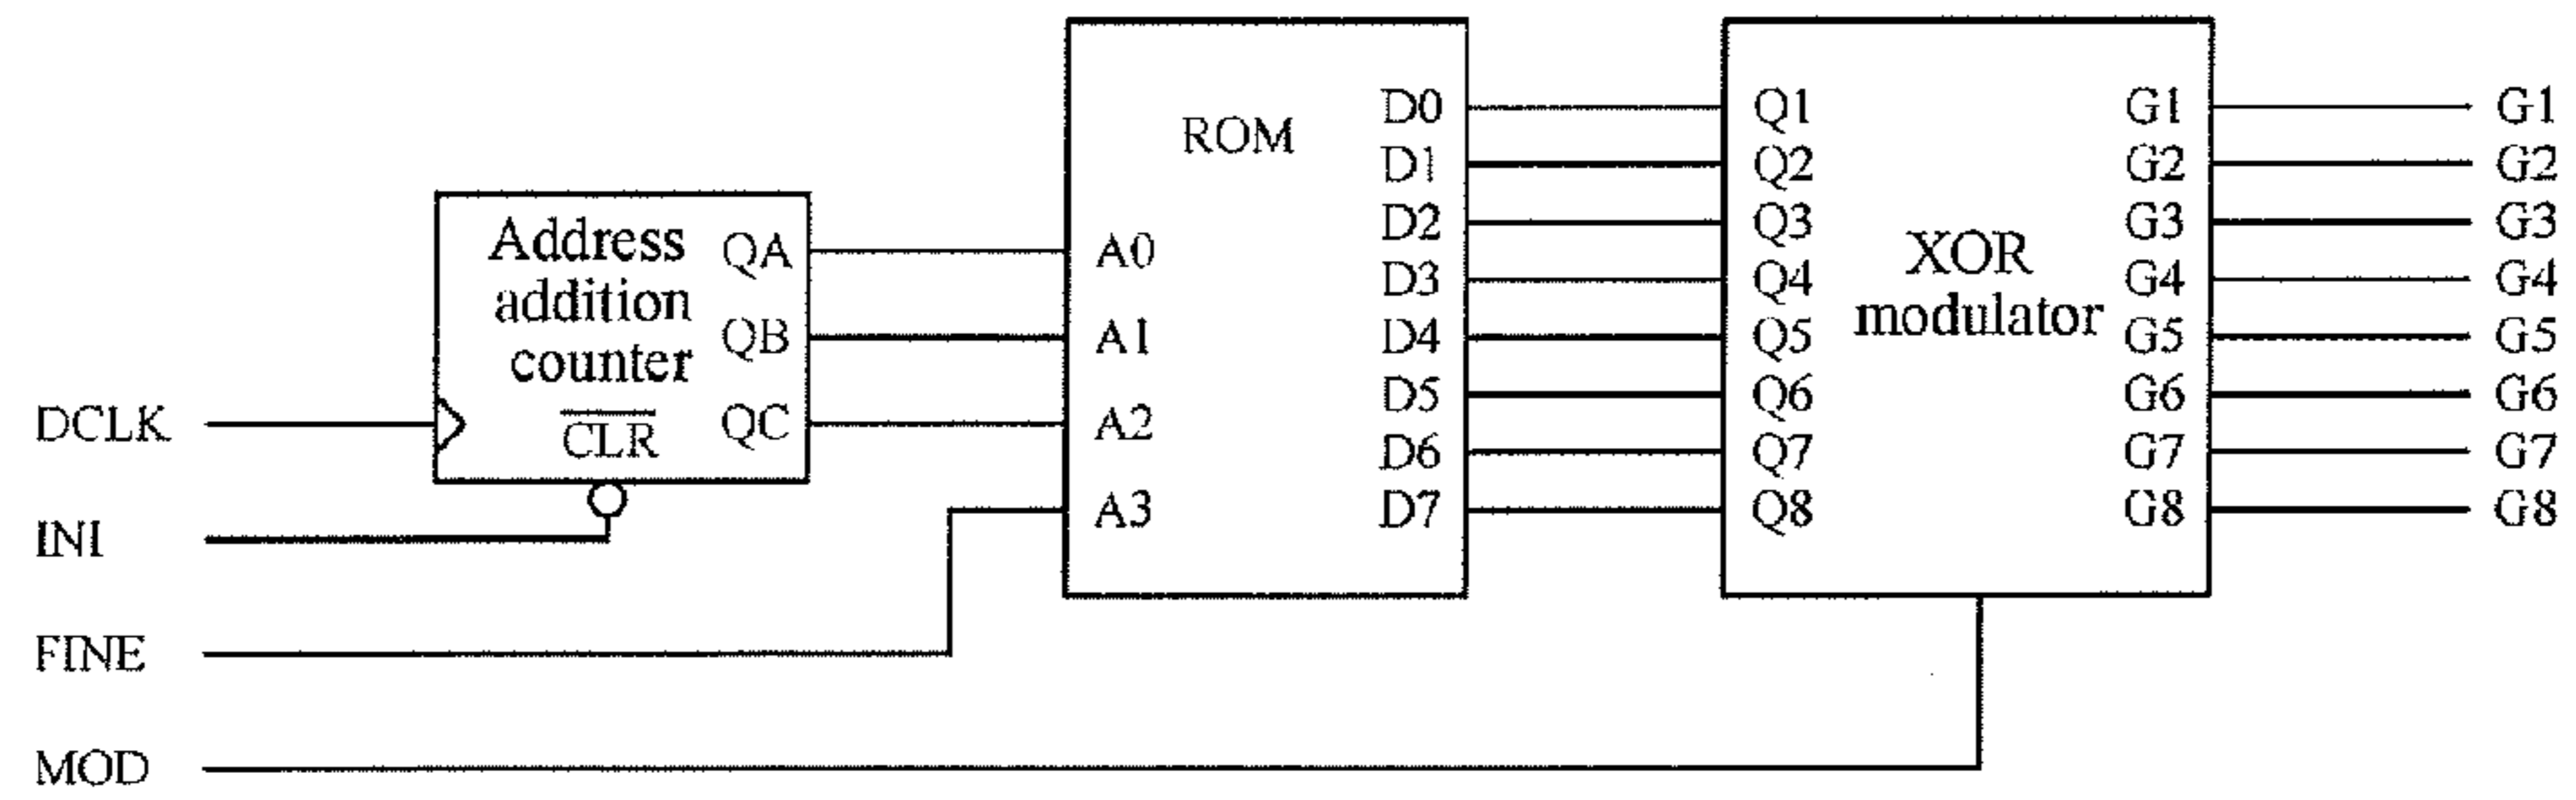 Address
addition
counter
CLR
QA
QB
QC
DCLK
INI
FINE
MOD
ROM
A0
A1
A2
A3
D0
D1
D2
D3
D4
D5
D6
D7
Q1
Q2
Q3
Q4
Q5
Q6
Q7
Q8
XOR
modulator
G1
G2
G3
G4
G5
G6
G7
G8
G1
G2
G3
G4
G5
G6
G7
G8